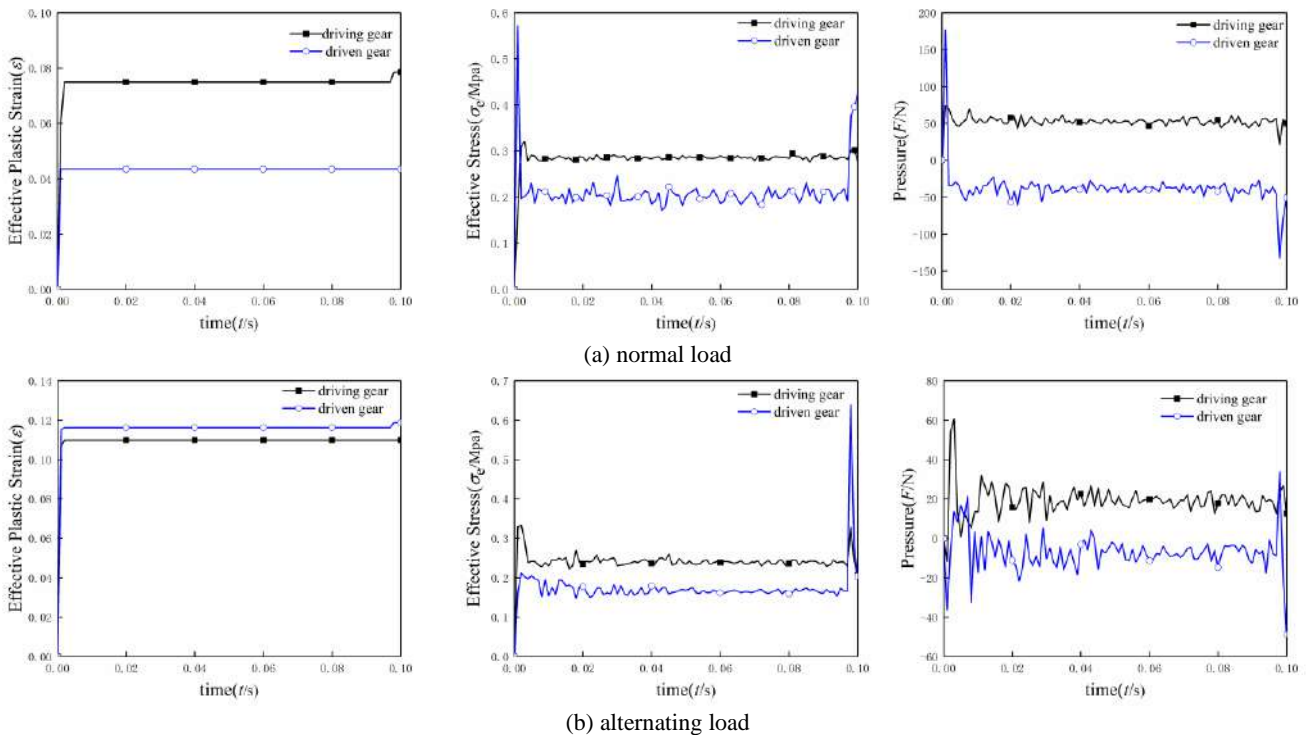 0.10
0.08
0.06
0.04
0.02
0.00
Effective Plastic Strain(ε)
driving gear
driven gear
0.00 0.02 0.04 0.06 0.08 0.10
time(t/s)
0.6
0.5
0.4
0.3
0.2
0.1
0.0
Effective Stress(σe/Mpa)
driving gear
driven gear
0.00 0.02 0.04 0.06 0.08 0.10
time(t/s)
200
150
100
50
0
-50
-100
-150
Pressure(F/N)
driving gear
driven gear
0.00 0.02 0.04 0.06 0.08 0.10
time(t/s)
(a) normal load
0.14
0.12
0.10
0.08
0.06
0.04
0.02
0.00
Effective Plastic Strain(ε)
driving gear
driven gear
0.00 0.02 0.04 0.06 0.08 0.10
time(t/s)
0.7
0.6
0.5
0.4
0.3
0.2
0.1
0.0
Effective Stress(σe/Mpa)
driving gear
driven gear
0.00 0.02 0.04 0.06 0.08 0.10
time(t/s)
80
60
40
20
0
-20
-40
-60
Pressure(F/N)
driving gear
driven gear
0.00 0.02 0.04 0.06 0.08 0.10
time(t/s)
(b) alternating load